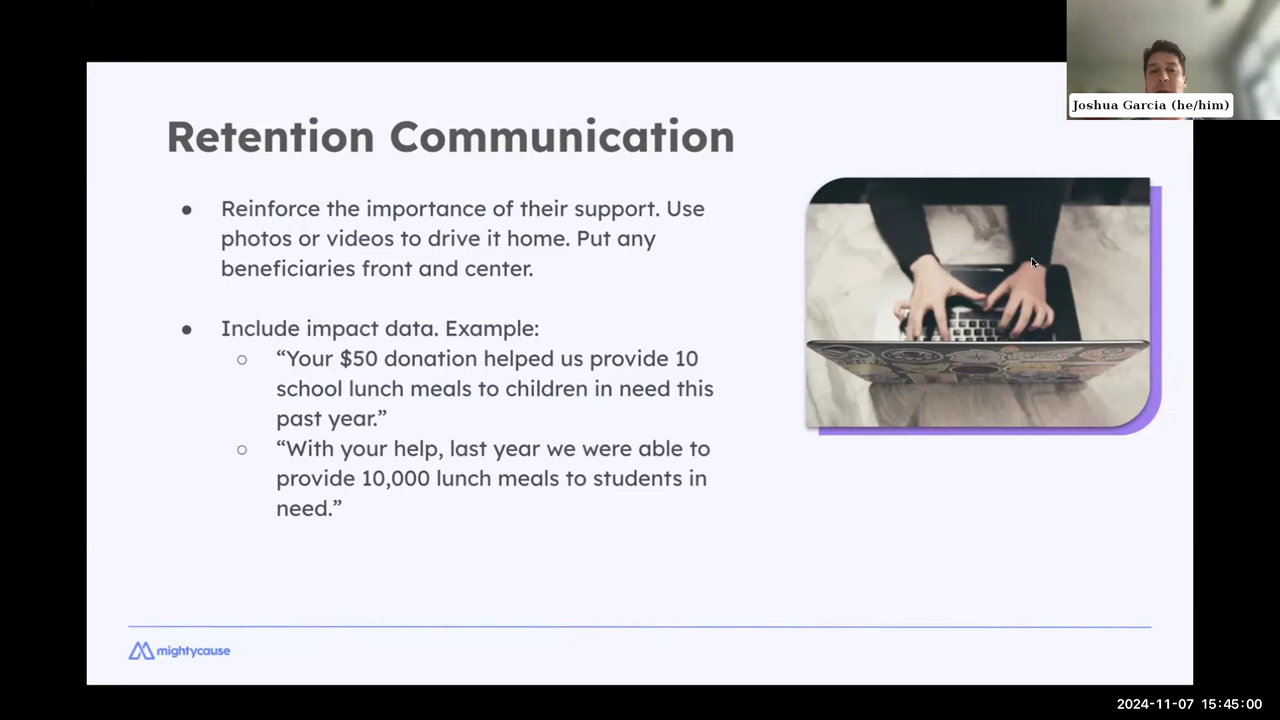 Joshua Garcia (he/him)
Retention Communication
● Reinforce the importance of their support. Use
photos or videos to drive it home. Put any
beneficiaries front and center.
● Include impact data. Example:
○ “Your $50 donation helped us provide 10
school lunch meals to children in need this
past year.”
○ “With your help, last year we were able to
provide 10,000 lunch meals to students in
need.”
mightycause
2024-11-07 15:45:00